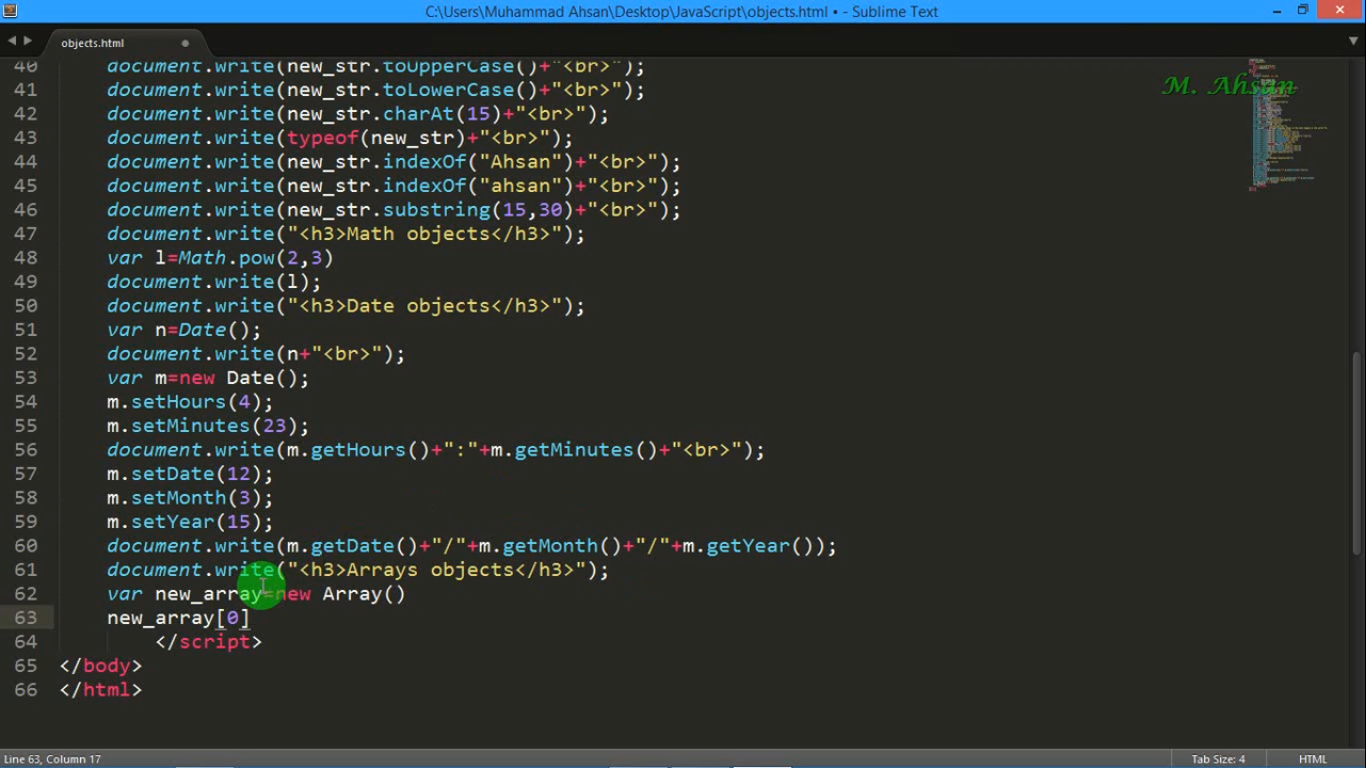 C:\Users\Muhammad Ahsan\Desktop\JavaScript\objects.html • - Sublime Text
objects.html
M. Ahsan
40 document.write(new_str.toUpperCase()+"<br>");
41 document.write(new_str.toLowerCase()+"<br>");
42 document.write(new_str.charAt(15)+"<br>");
43 document.write(typeof(new_str)+"<br>");
44 document.write(new_str.indexOf("Ahsan")+"<br>");
45 document.write(new_str.indexOf("ahsan")+"<br>");
46 document.write(new_str.substring(15,30)+"<br>");
47 document.write("<h3>Math objects</h3>");
48 var l=Math.pow(2,3)
49 document.write(l);
50 document.write("<h3>Date objects</h3>");
51 var n=Date();
52 document.write(n+"<br>");
53 var m=new Date();
54 m.setHours(4);
55 m.setMinutes(23);
56 document.write(m.getHours()+":"+m.getMinutes()+"<br>");
57 m.setDate(12);
58 m.setMonth(3);
59 m.setYear(15);
60 document.write(m.getDate()+"/"+m.getMonth()+"/"+m.getYear());
61 document.write("<h3>Arrays objects</h3>");
62 var new_array=new Array()
63 new_array[0]
64 </script>
65 </body>
66 </html>
Line 63, Column 17
Tab Size: 4
HTML